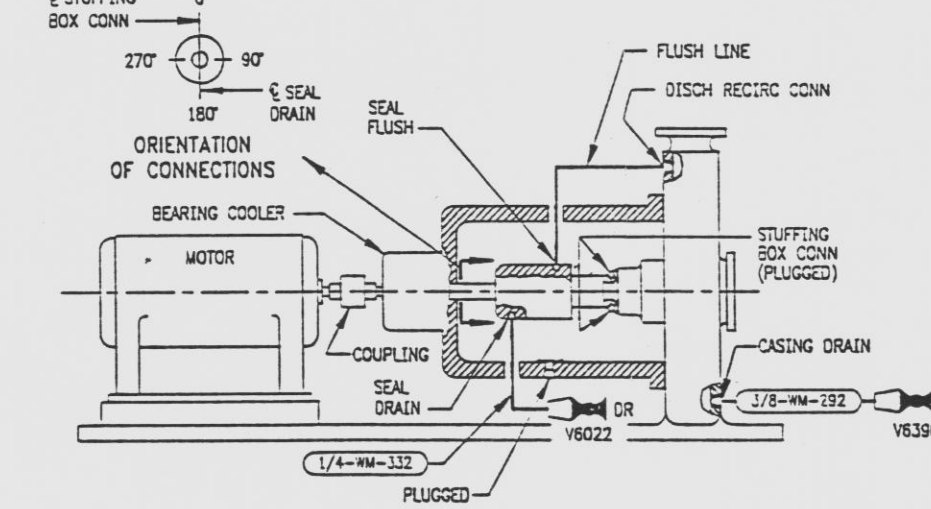 BOX CONN
270°
90°
℄ SEAL
DRAIN
180°
ORIENTATION
OF CONNECTIONS
SEAL
FLUSH
FLUSH LINE
DISCH RECIRC CONN
BEARING COOLER
MOTOR
STUFFING
BOX CONN
(PLUGGED)
COUPLING
CASING DRAIN
SEAL
DRAIN
3/8-WM-292
DR
V6022
1/4-WM-332
PLUGGED